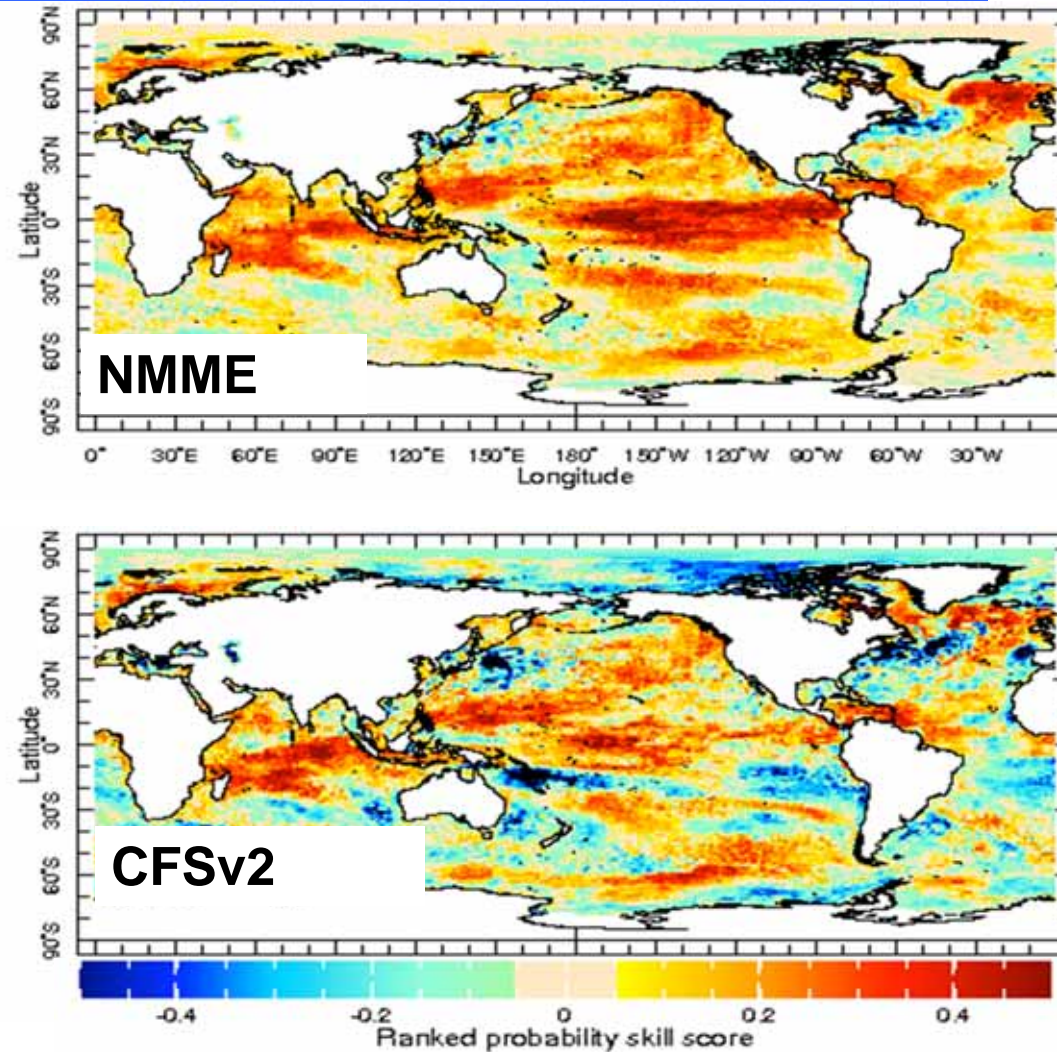 90°N
60°N
30°N
0°
30°S
60°S
90°S
Latitude
NMME
0° 30°E 60°E 90°E 120°E 150°E 180° 150°W 120°W 90°W 60°W 30°W
Longitude
90°N
60°N
30°N
0°
30°S
60°S
90°S
Latitude
CFSv2
-0.4 -0.2 0 0.2 0.4
Ranked probability skill score